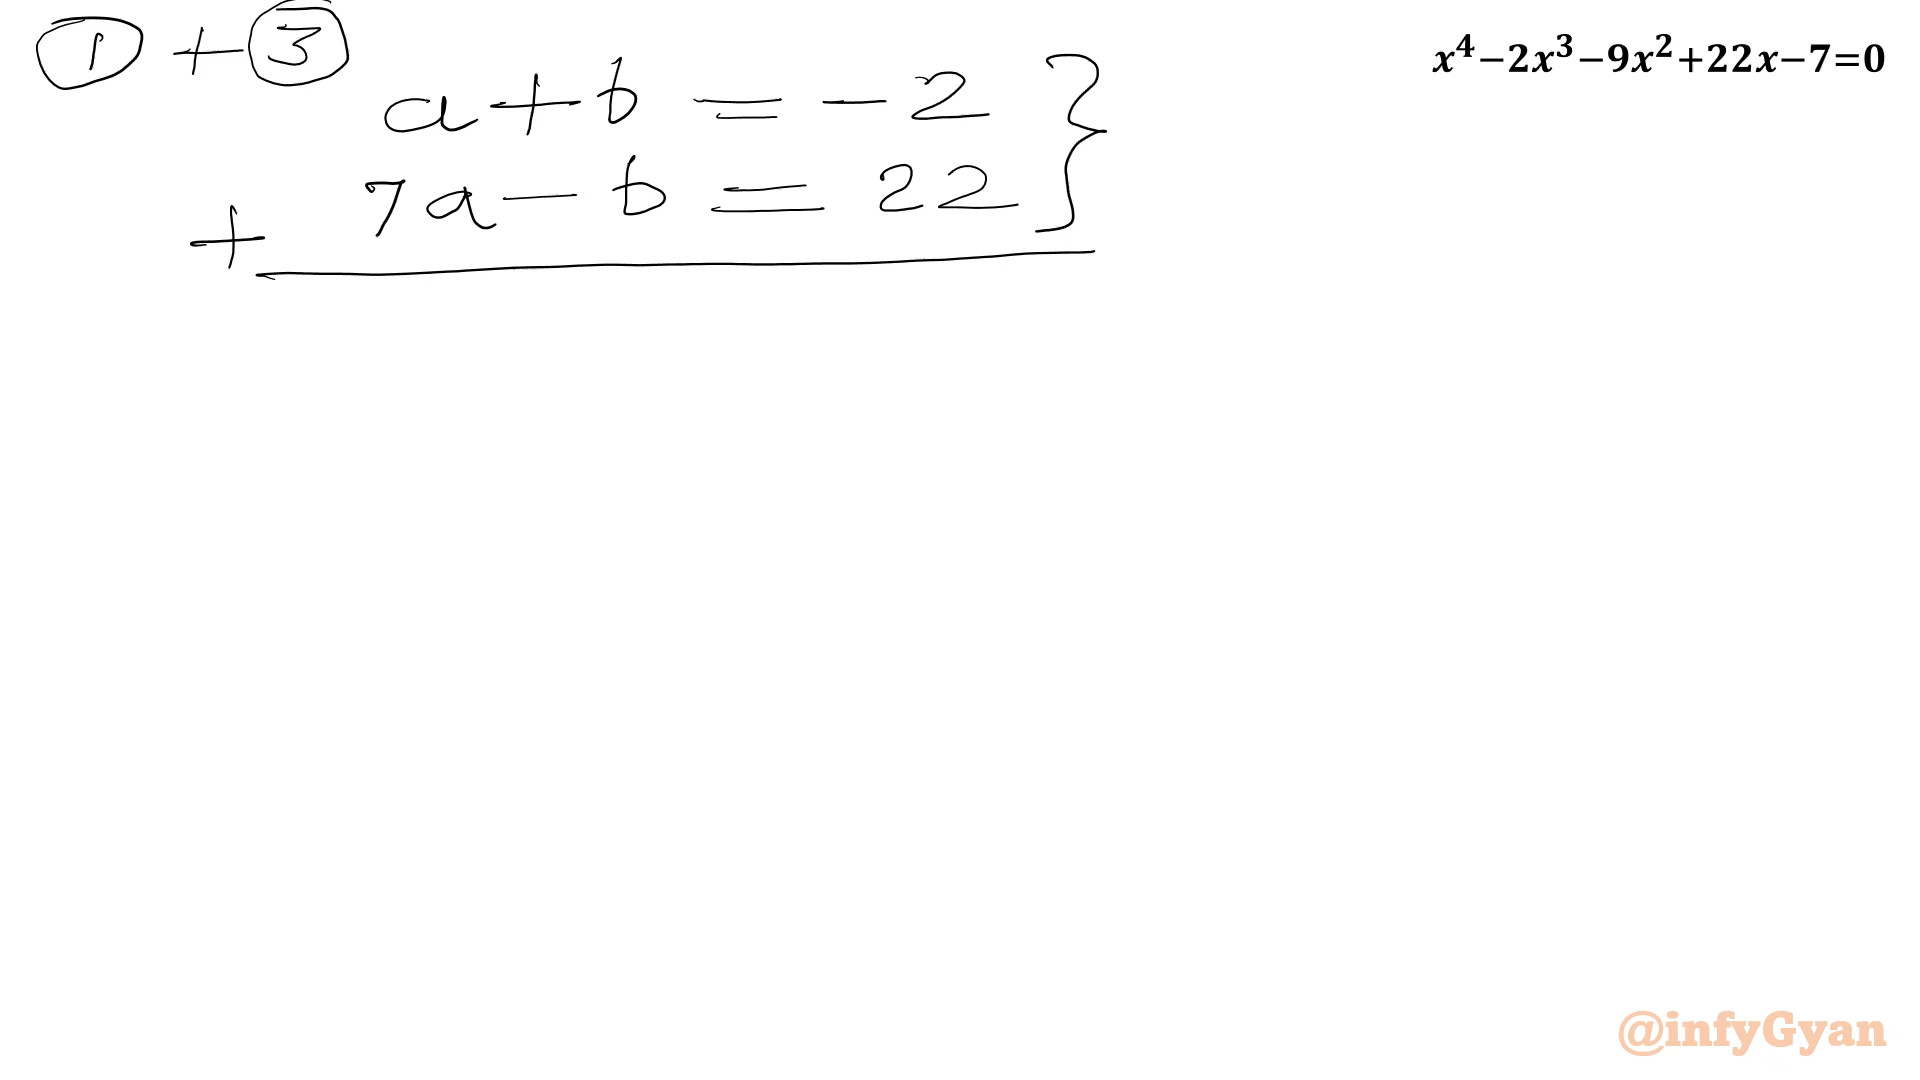 ① + ③
x⁴−2x³−9x²+22x−7=0
a+b = -2 }
7a-b = 22
+
@infyGyan